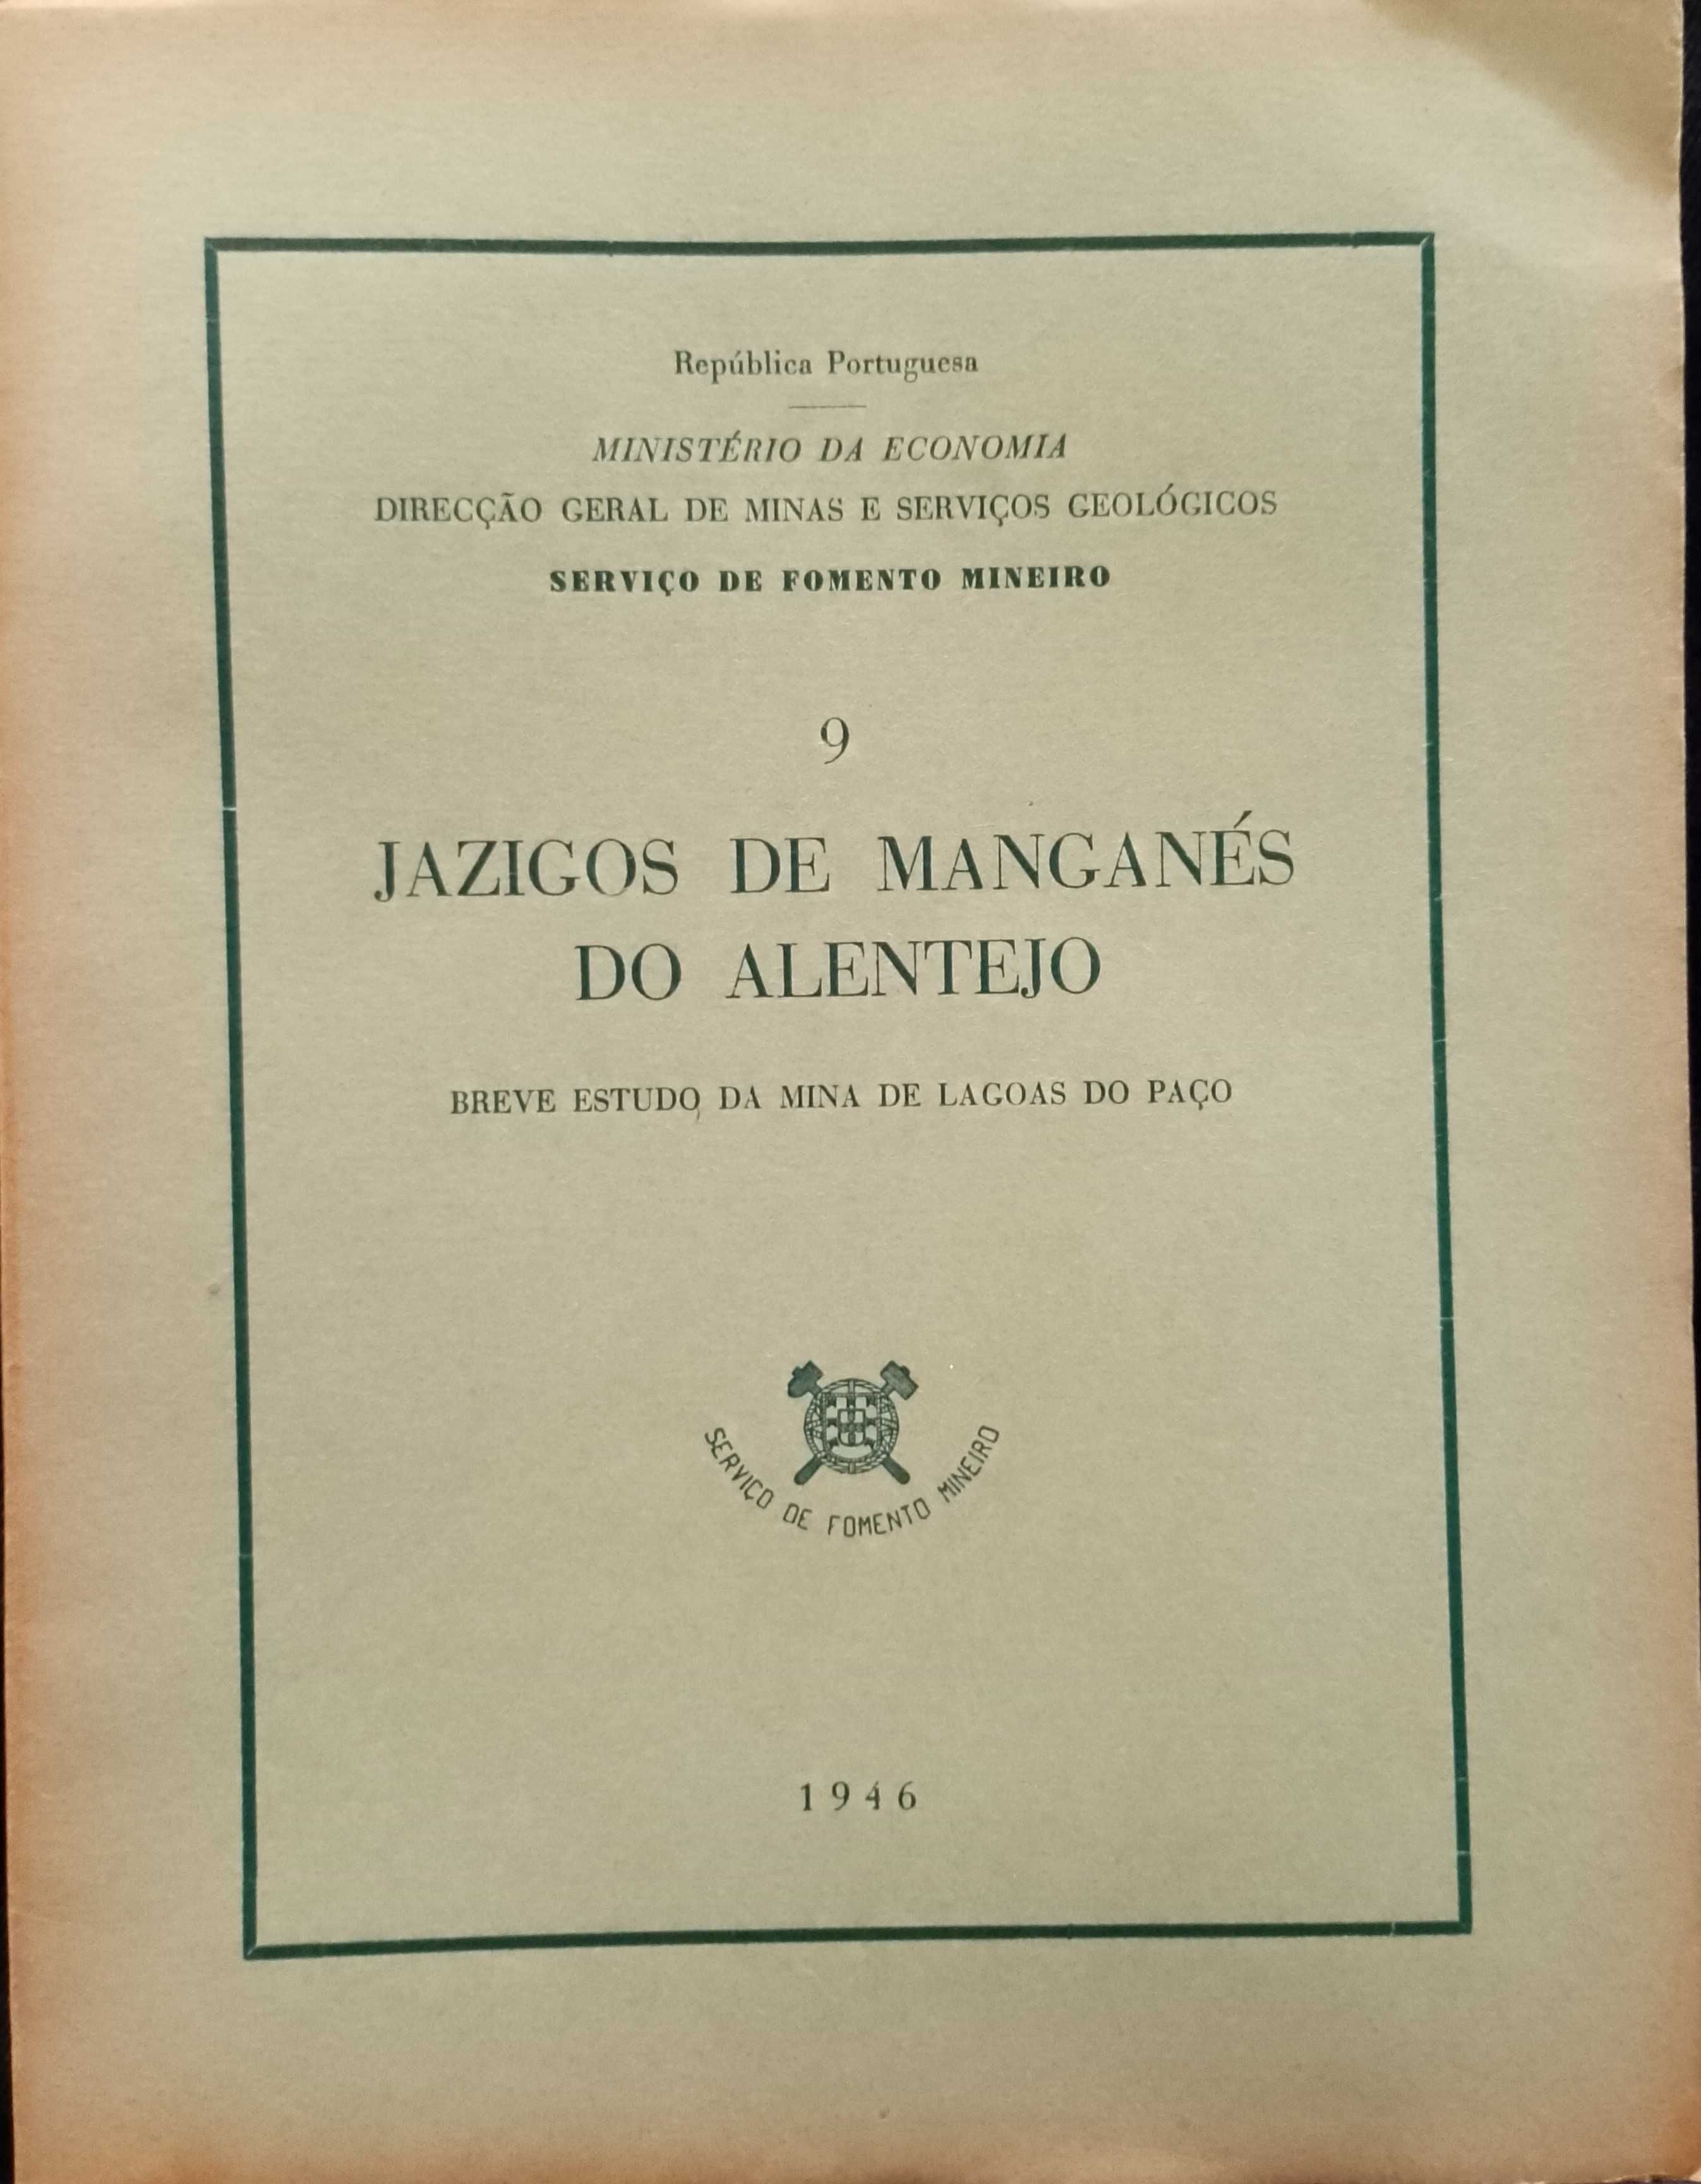 República Portuguesa
MINISTÉRIO DA ECONOMIA
DIRECÇÃO GERAL DE MINAS E SERVIÇOS GEOLÓGICOS
SERVIÇO DE FOMENTO MINEIRO
9
JAZIGOS DE MANGANÉS
DO ALENTEJO
BREVE ESTUDO DA MINA DE LAGOAS DO PAÇO
SERVIÇO DE FOMENTO MINEIRO
1946